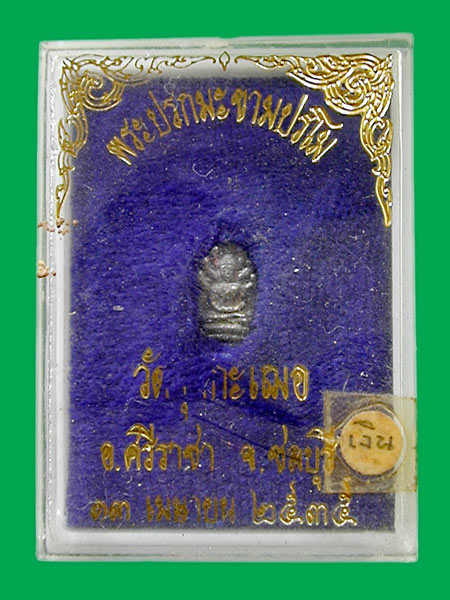 พระปรกมะขามปริโม
วัด
อ.ศรีราชา จ.ชลบุรี
๑๓ เมษายน ๒๕๓๕
เงิน